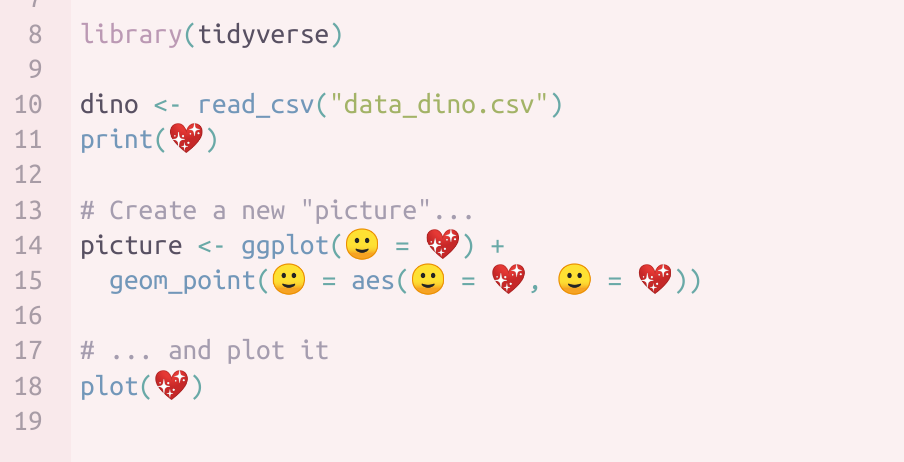 8 library(tidyverse)
9
10 dino <- read_csv("data_dino.csv")
11 print(💖)
12
13 # Create a new "picture"...
14 picture <- ggplot(🙂 = 💖) +
15 geom_point(🙂 = aes(🙂 = 💖, 🙂 = 💖))
16
17 # ... and plot it
18 plot(💖)
19